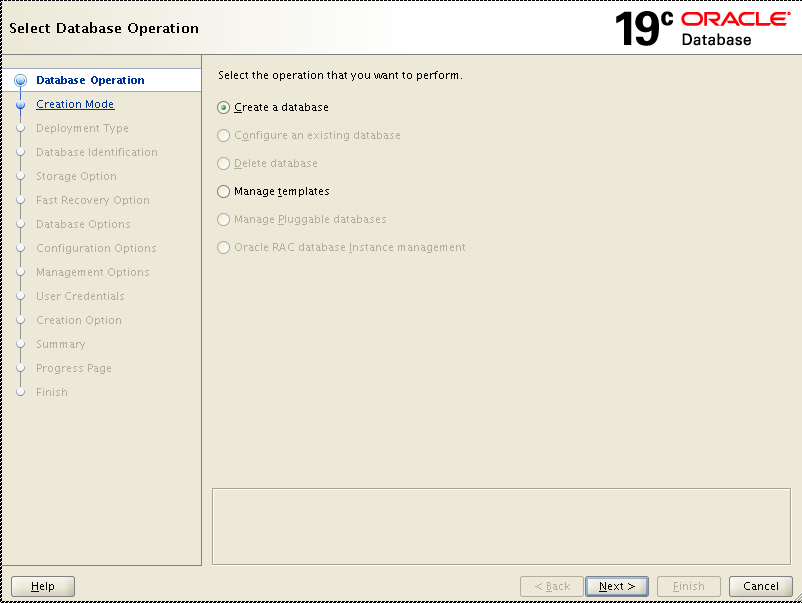 Select Database Operation
19c ORACLE
Database
Database Operation
Creation Mode
Deployment Type
Database Identification
Storage Option
Fast Recovery Option
Database Options
Configuration Options
Management Options
User Credentials
Creation Option
Summary
Progress Page
Finish
Select the operation that you want to perform.
Create a database
Configure an existing database
Delete database
Manage templates
Manage Pluggable databases
Oracle RAC database Instance management
Help
< Back
Next >
Finish
Cancel